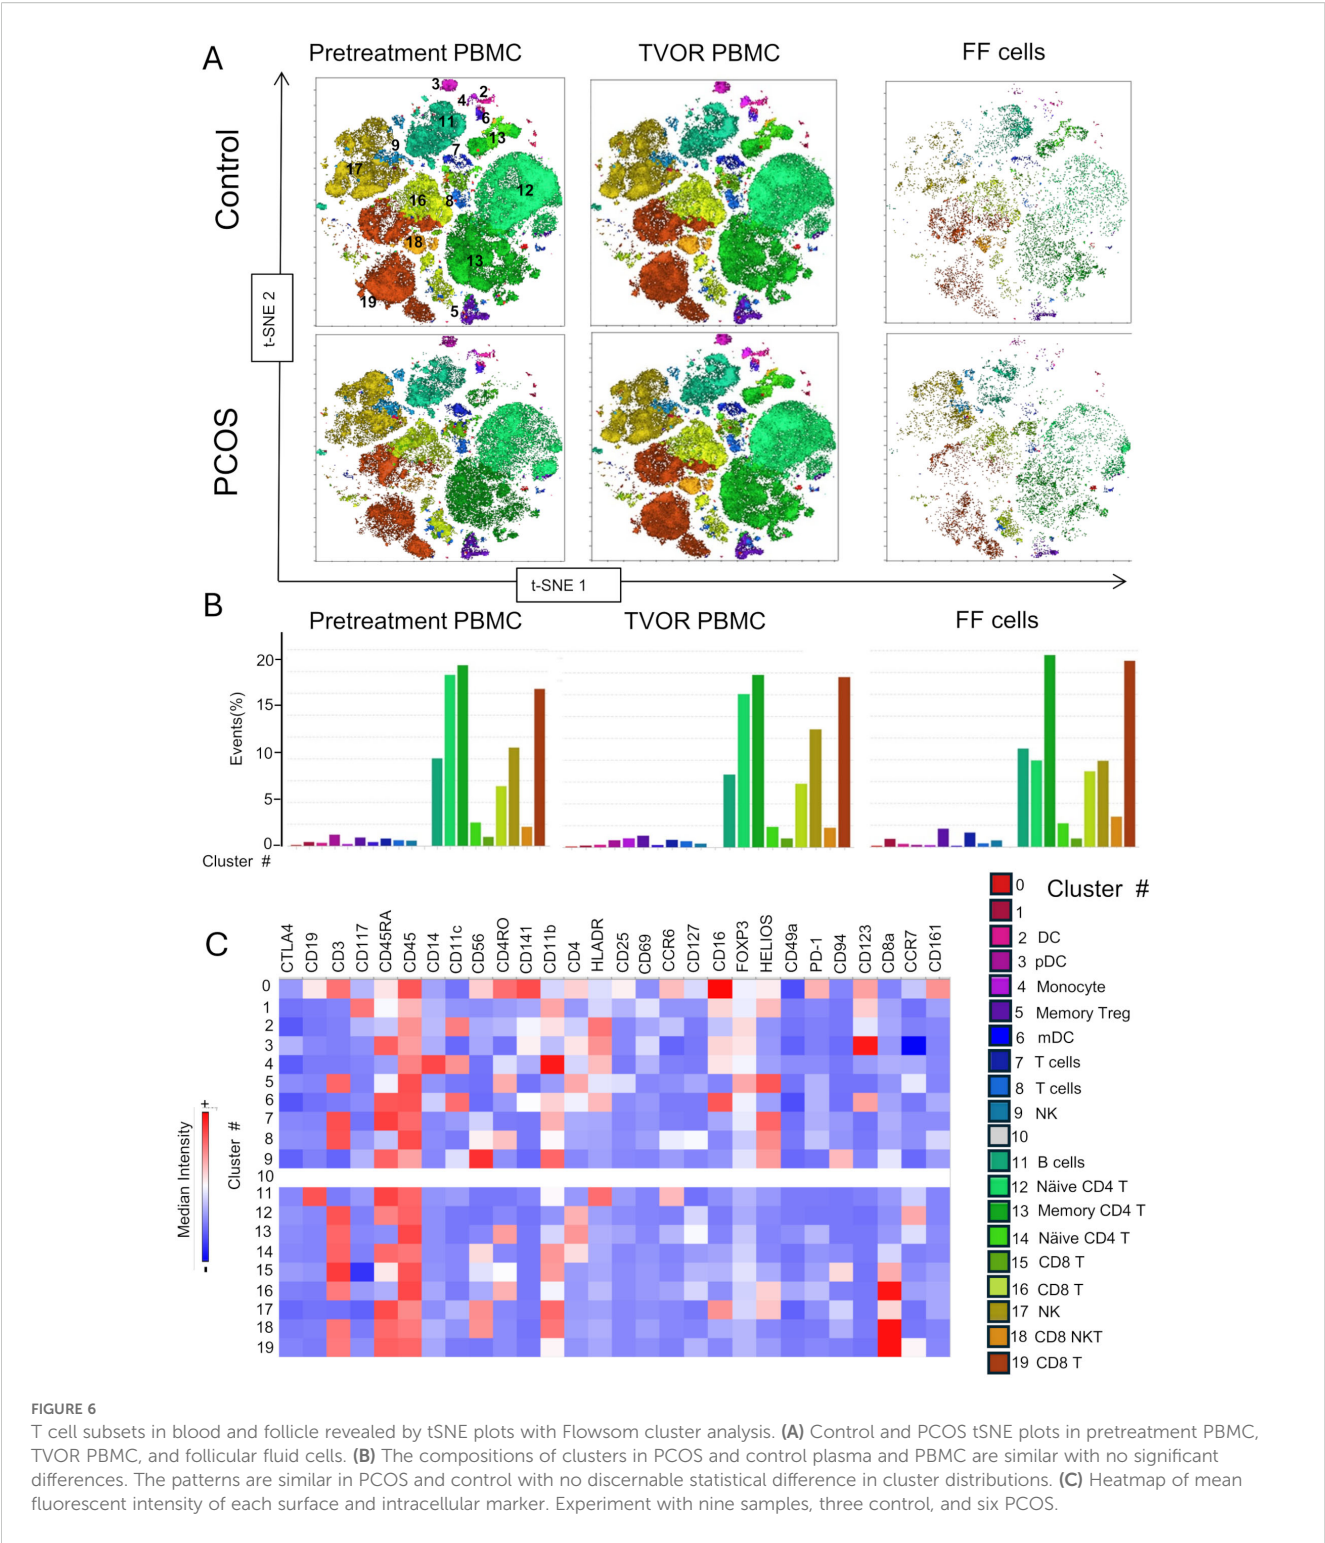 A
Pretreatment PBMC
TVOR PBMC
FF cells
Control
PCOS
t-SNE 2
t-SNE 1
3
2
4
6
11
13
9
7
17
12
16
8
18
13
19
5
B
Pretreatment PBMC
TVOR PBMC
FF cells
Events(%)
20
15
10
5
0
Cluster #
C
CTLA4
CD19
CD3
CD117
CD45RA
CD45
CD14
CD11c
CD56
CD4RO
CD141
CD11b
CD4
HLADR
CD25
CD69
CCR6
CD127
CD16
FOXP3
HELIOS
CD49a
PD-1
CD94
CD123
CD8a
CCR7
CD161
Median Intensity
+
-
Cluster #
0
1
2
3
4
5
6
7
8
9
10
11
12
13
14
15
16
17
18
19
Cluster #
0
1
2 DC
3 pDC
4 Monocyte
5 Memory Treg
6 mDC
7 T cells
8 T cells
9 NK
10
11 B cells
12 Näive CD4 T
13 Memory CD4 T
14 Näive CD4 T
15 CD8 T
16 CD8 T
17 NK
18 CD8 NKT
19 CD8 T
FIGURE 6
T cell subsets in blood and follicle revealed by tSNE plots with Flowsom cluster analysis. (A) Control and PCOS tSNE plots in pretreatment PBMC,
TVOR PBMC, and follicular fluid cells. (B) The compositions of clusters in PCOS and control plasma and PBMC are similar with no significant
differences. The patterns are similar in PCOS and control with no discernable statistical difference in cluster distributions. (C) Heatmap of mean
fluorescent intensity of each surface and intracellular marker. Experiment with nine samples, three control, and six PCOS.